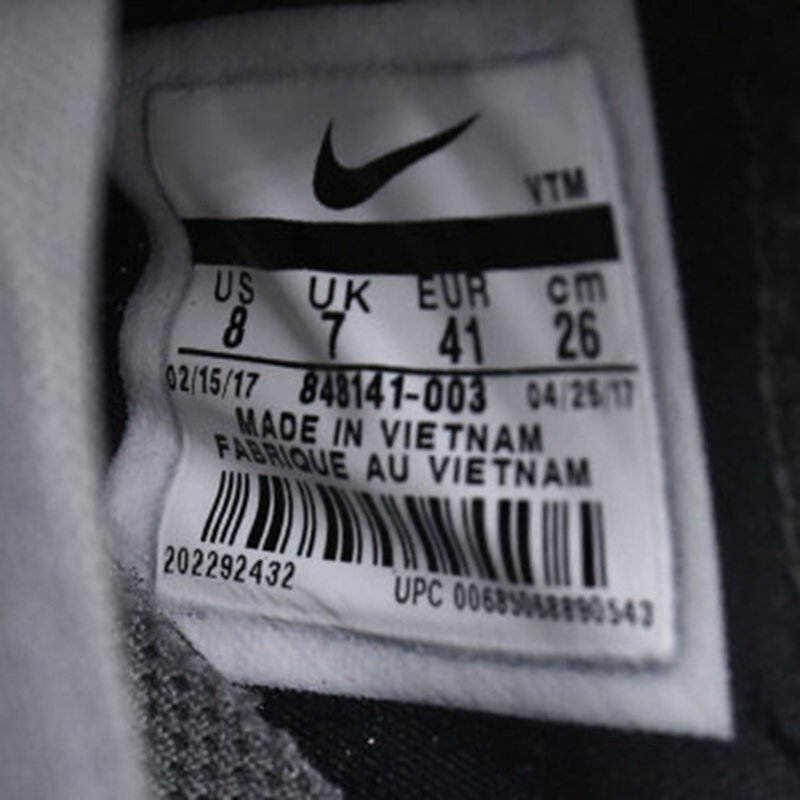 VTM
US UK EUR cm
8 7 41 26
02/15/17 848141-003 04/25/17
MADE IN VIETNAM
FABRIQUE AU VIETNAM
202292432
UPC